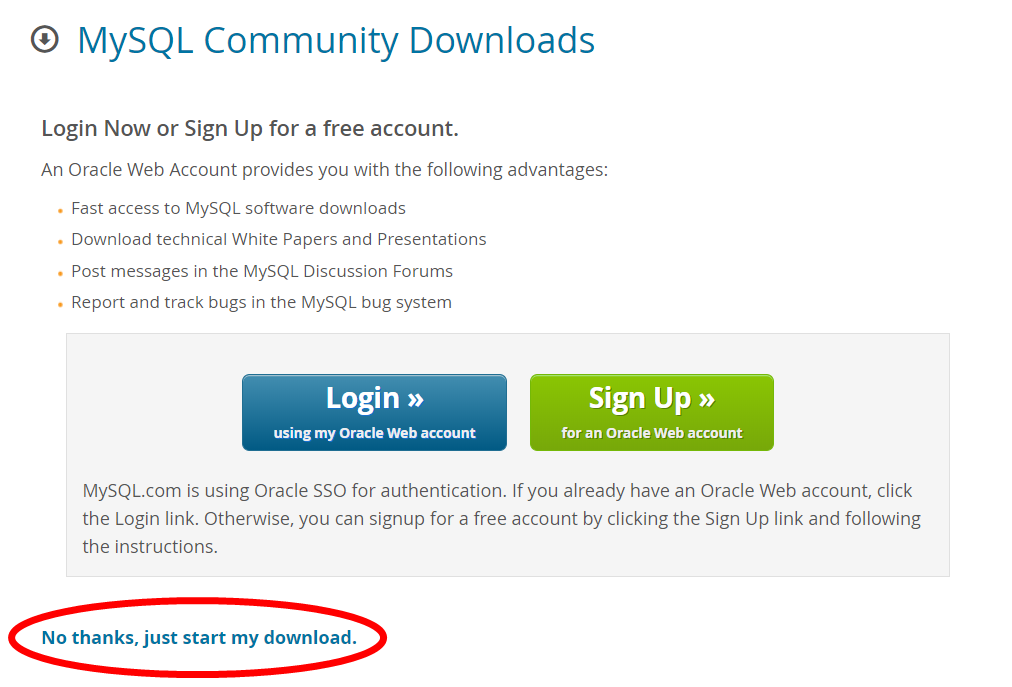 MySQL Community Downloads
Login Now or Sign Up for a free account.
An Oracle Web Account provides you with the following advantages:
Fast access to MySQL software downloads
Download technical White Papers and Presentations
Post messages in the MySQL Discussion Forums
Report and track bugs in the MySQL bug system
Login »
using my Oracle Web account
Sign Up »
for an Oracle Web account
MySQL.com is using Oracle SSO for authentication. If you already have an Oracle Web account, click
the Login link. Otherwise, you can signup for a free account by clicking the Sign Up link and following
the instructions.
No thanks, just start my download.